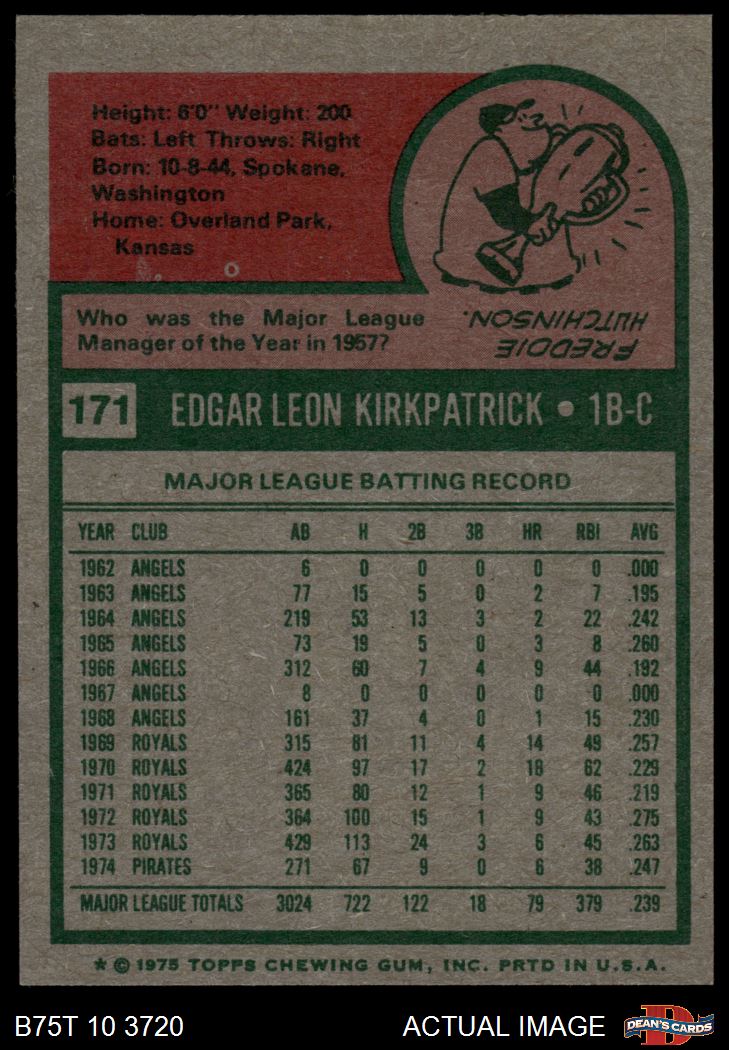 Height: 6'0" Weight: 200
Bats: Left Throws: Right
Born: 10-8-44, Spokane,
Washington
Home: Overland Park,
Kansas
Who was the Major League
Manager of the Year in 1957?
FREDDIE
HUTCHINSON.
171 EDGAR LEON KIRKPATRICK • 1B-C
MAJOR LEAGUE BATTING RECORD
YEAR CLUB AB H 2B 3B HR RBI AVG
1962 ANGELS 6 0 0 0 0 0 .000
1963 ANGELS 77 15 5 0 2 7 .195
1964 ANGELS 219 53 13 3 2 22 .242
1965 ANGELS 73 19 5 0 3 8 .260
1966 ANGELS 312 60 7 4 9 44 .192
1967 ANGELS 8 0 0 0 0 0 .000
1968 ANGELS 161 37 4 0 1 15 .230
1969 ROYALS 315 81 11 4 14 49 .257
1970 ROYALS 424 97 17 2 18 62 .229
1971 ROYALS 365 80 12 1 9 46 .219
1972 ROYALS 364 100 15 1 9 43 .275
1973 ROYALS 429 113 24 3 6 45 .263
1974 PIRATES 271 67 9 0 6 38 .247
MAJOR LEAGUE TOTALS 3024 722 122 18 79 379 .239
* © 1975 TOPPS CHEWING GUM, INC. PRTD IN U.S.A.
B75T 10 3720 ACTUAL IMAGE DEAN'S CARDS